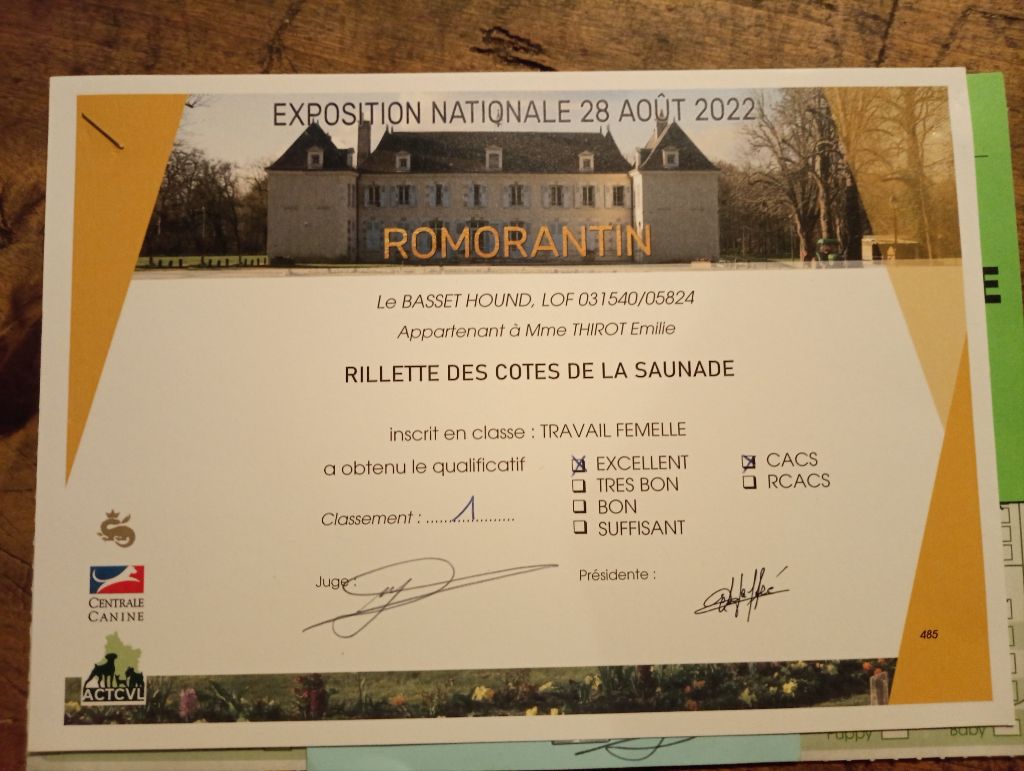 EXPOSITION NATIONALE 28 AOÛT 2022
ROMORANTIN
Le BASSET HOUND, LOF 031540/05824
Appartenant à Mme THIROT Emilie
RILLETTE DES COTES DE LA SAUNADE
inscrit en classe : TRAVAIL FEMELLE
a obtenu le qualificatif
EXCELLENT
CACS
TRES BON
RCACS
BON
SUFFISANT
Classement : 1
Juge :
Présidente :
485
CENTRALE
CANINE
ACTCVL
E
Puppy
Baby